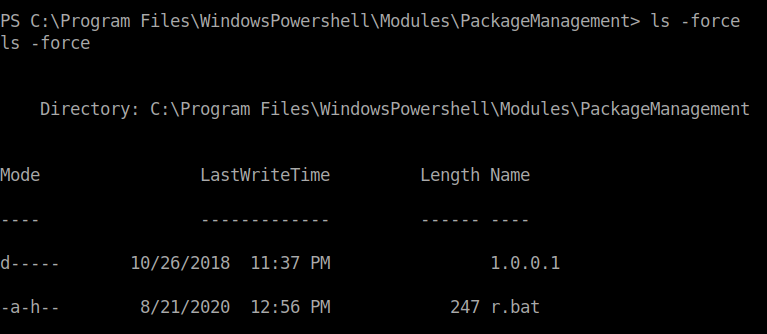 PS C:\Program Files\WindowsPowershell\Modules\PackageManagement> ls -force
ls -force
Directory: C:\Program Files\WindowsPowershell\Modules\PackageManagement
Mode LastWriteTime Length Name
---- ------------- ------ ----
d----- 10/26/2018 11:37 PM 1.0.0.1
-a-h-- 8/21/2020 12:56 PM 247 r.bat